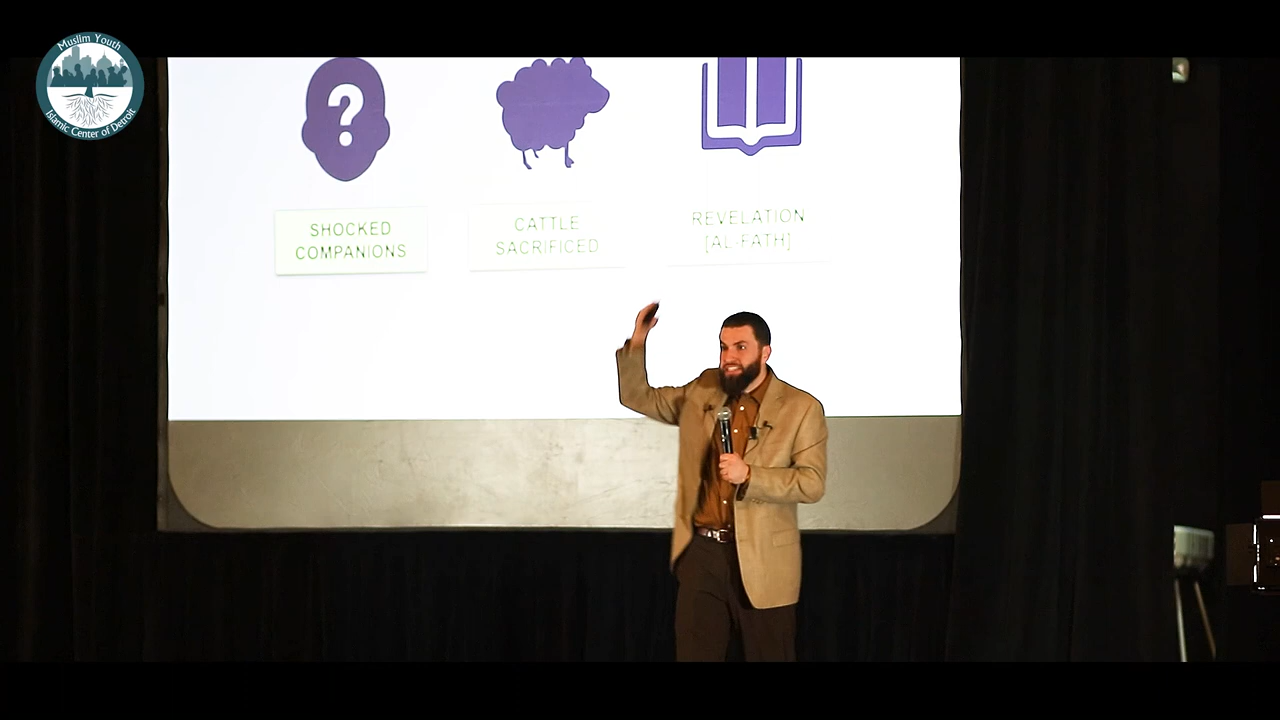 Muslim Youth
Islamic Center of Detroit
?
SHOCKED
COMPANIONS
CATTLE
SACRIFICED
REVELATION
[AL-FATH]